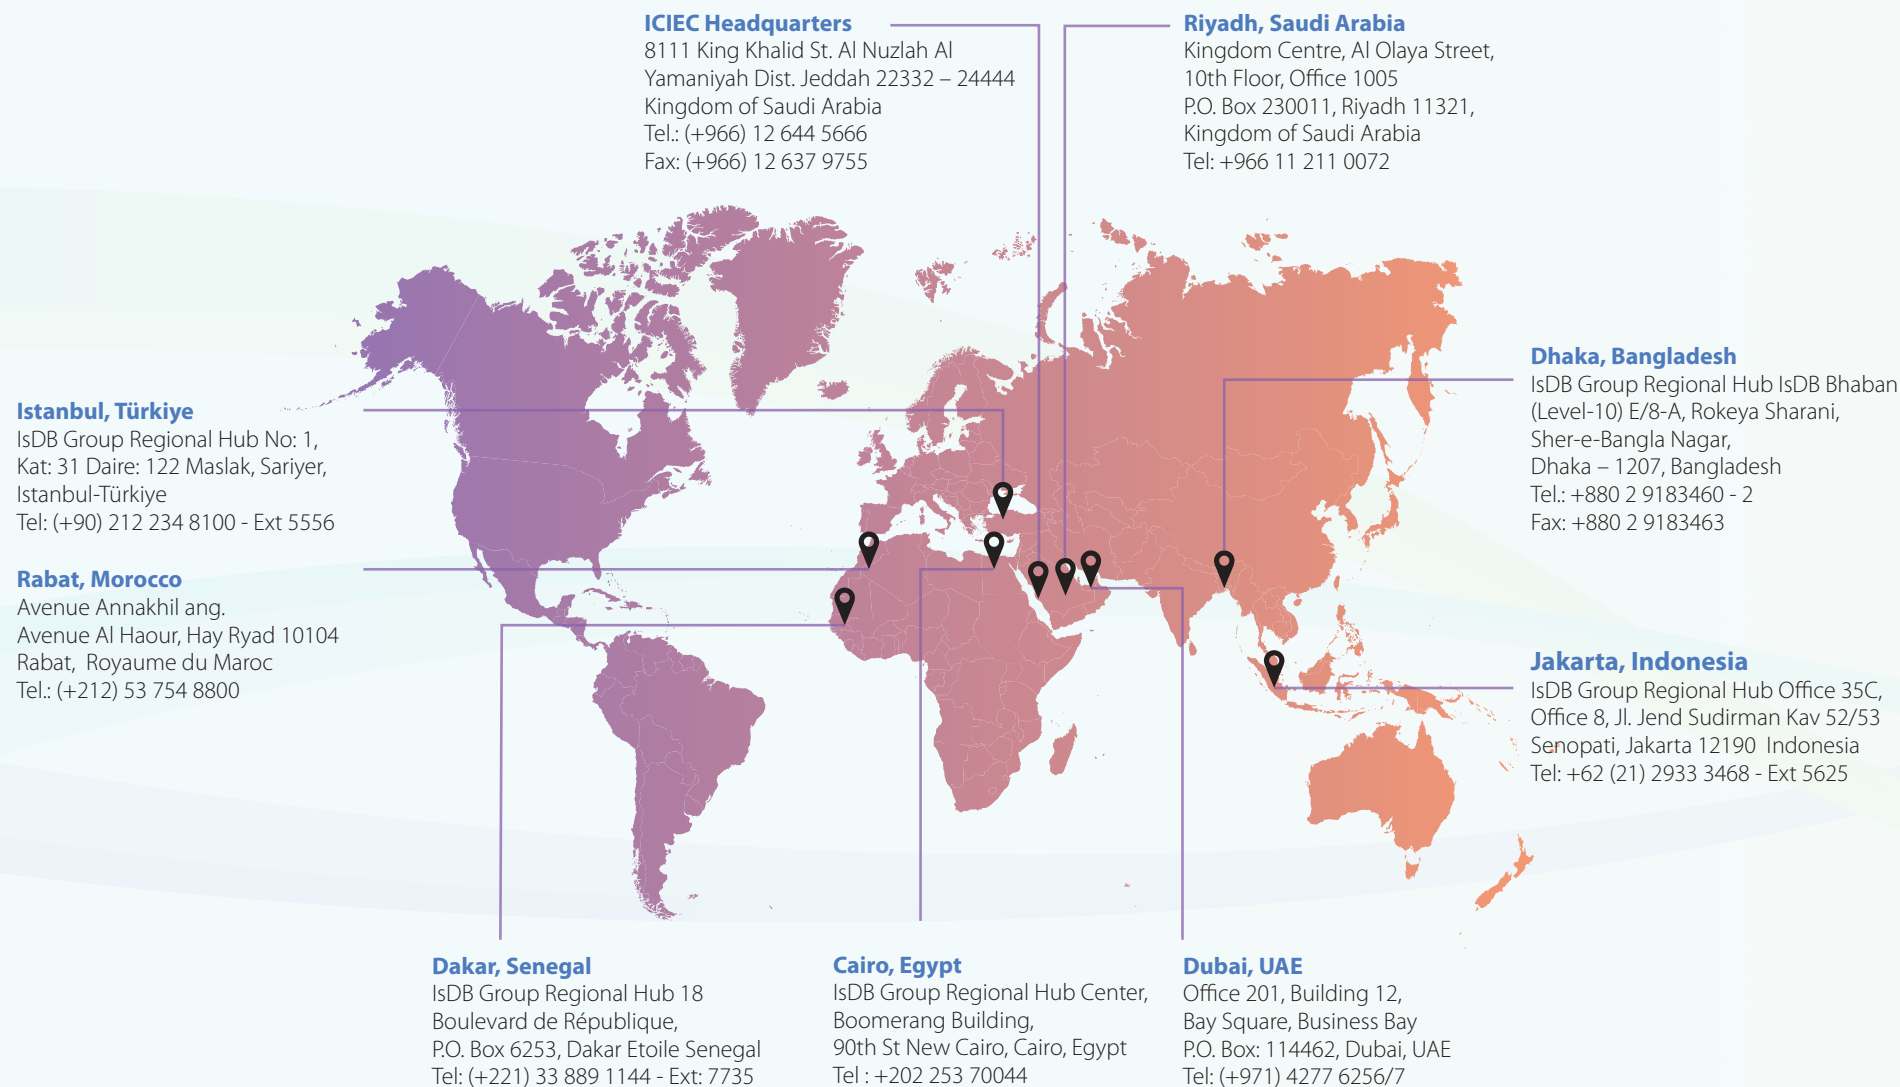 ICIEC Headquarters
8111 King Khalid St. Al Nuzlah Al
Yamaniyah Dist. Jeddah 22332 – 24444
Kingdom of Saudi Arabia
Tel.: (+966) 12 644 5666
Fax: (+966) 12 637 9755
Riyadh, Saudi Arabia
Kingdom Centre, Al Olaya Street,
10th Floor, Office 1005
P.O. Box 230011, Riyadh 11321,
Kingdom of Saudi Arabia
Tel: +966 11 211 0072
Istanbul, Türkiye
IsDB Group Regional Hub No: 1,
Kat: 31 Daire: 122 Maslak, Sariyer,
Istanbul-Türkiye
Tel: (+90) 212 234 8100 - Ext 5556
Rabat, Morocco
Avenue Annakhil ang.
Avenue Al Haour, Hay Ryad 10104
Rabat, Royaume du Maroc
Tel.: (+212) 53 754 8800
Dhaka, Bangladesh
IsDB Group Regional Hub IsDB Bhaban
(Level-10) E/8-A, Rokeya Sharani,
Sher-e-Bangla Nagar,
Dhaka – 1207, Bangladesh
Tel.: +880 2 9183460 - 2
Fax: +880 2 9183463
Jakarta, Indonesia
IsDB Group Regional Hub Office 35C,
Office 8, Jl. Jend Sudirman Kav 52/53
Senopati, Jakarta 12190 Indonesia
Tel: +62 (21) 2933 3468 - Ext 5625
Dakar, Senegal
IsDB Group Regional Hub 18
Boulevard de République,
P.O. Box 6253, Dakar Etoile Senegal
Tel: (+221) 33 889 1144 - Ext: 7735
Cairo, Egypt
IsDB Group Regional Hub Center,
Boomerang Building,
90th St New Cairo, Cairo, Egypt
Tel : +202 253 70044
Dubai, UAE
Office 201, Building 12,
Bay Square, Business Bay
P.O. Box: 114462, Dubai, UAE
Tel: (+971) 4277 6256/7